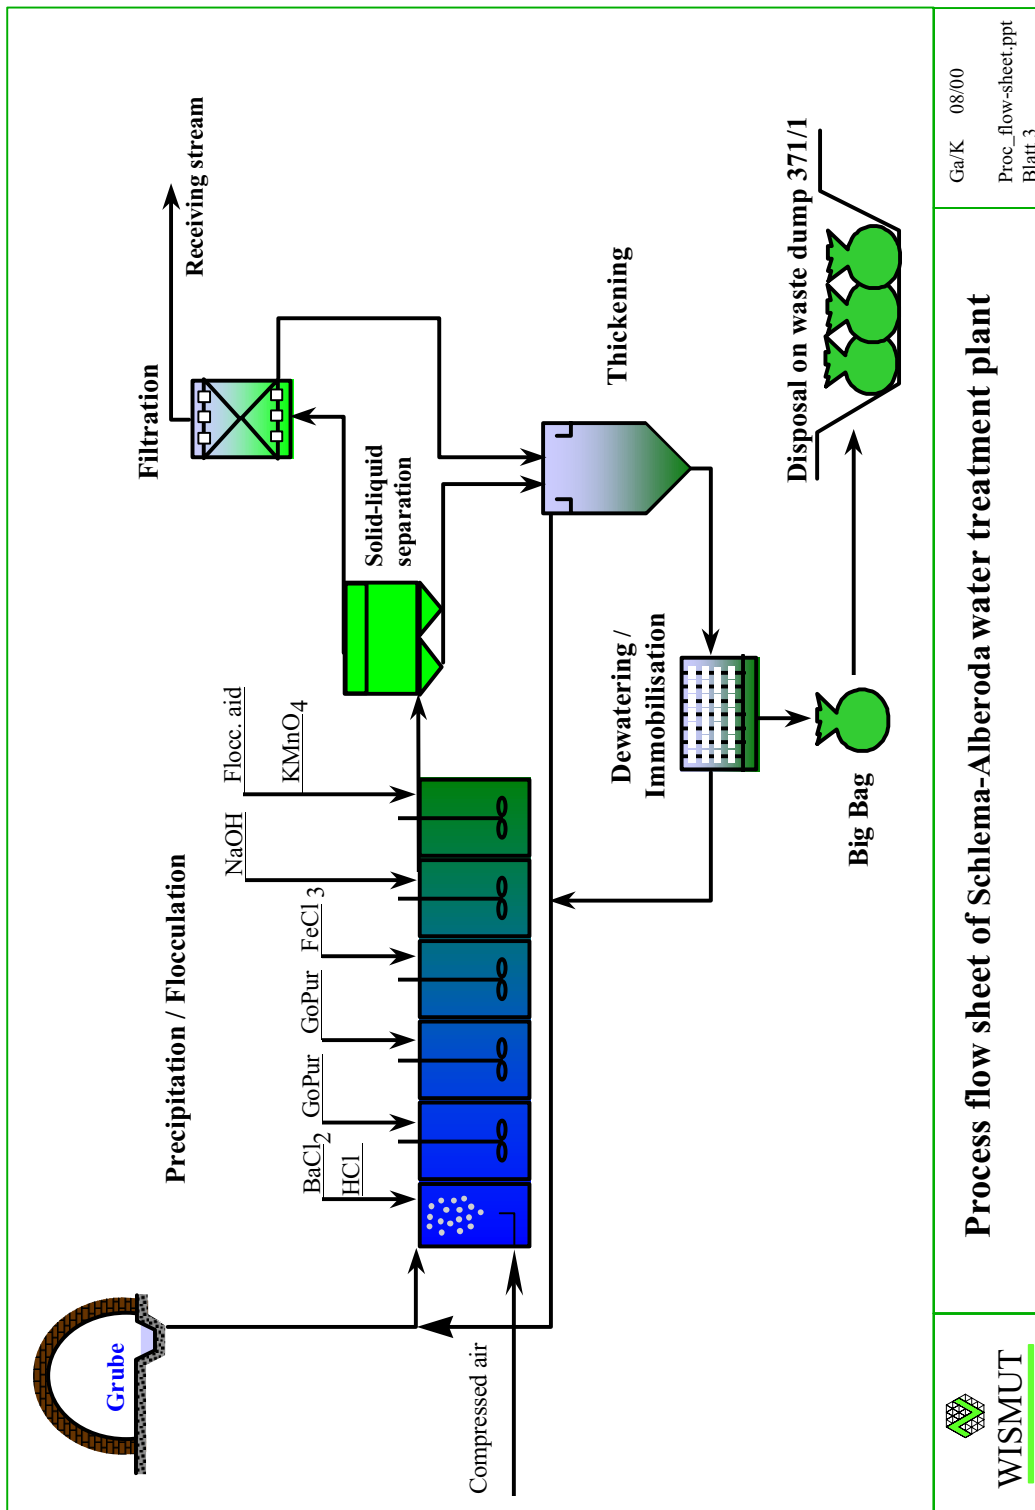 Grube
Compressed air
Precipitation / Flocculation
BaCl2
HCl
GoPur
GoPur
FeCl3
NaOH
Flocc. aid
KMnO4
Solid-liquid
separation
Filtration
Receiving stream
Thickening
Dewatering /
Immobilisation
Big Bag
Disposal on waste dump 371/1
WISMUT
Process flow sheet of Schlema-Alberoda water treatment plant
Ga/K 08/00
Proc_flow-sheet.ppt
Blatt 3